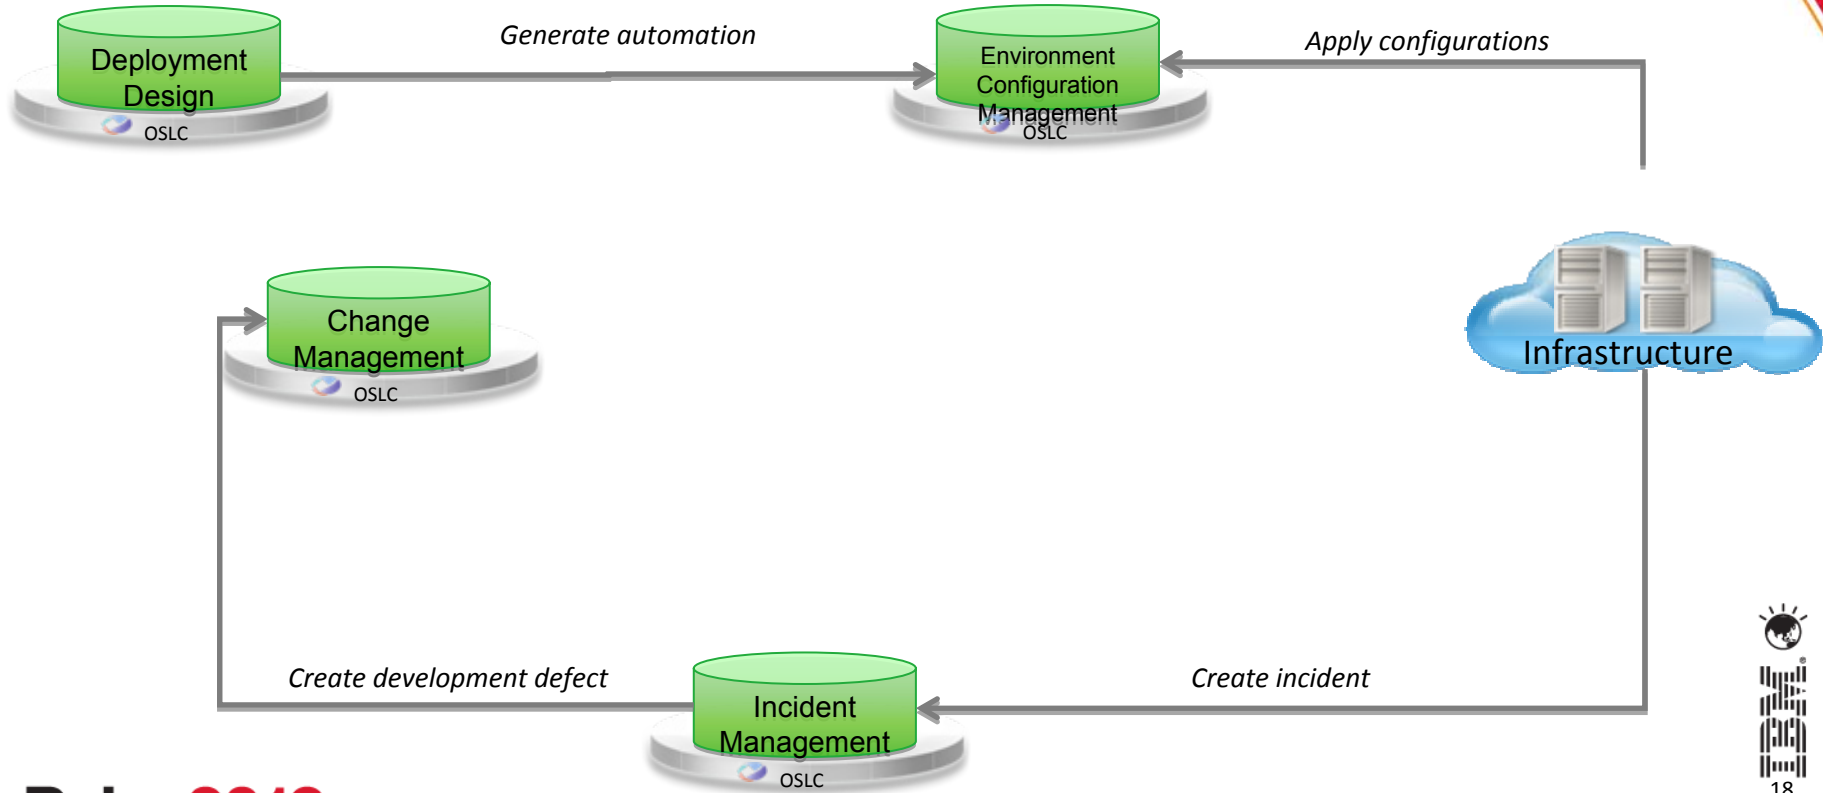 Generate automation
Apply configurations
Deployment
Design
OSLC
Environment
Configuration
Management
OSLC
Change
Management
OSLC
Infrastructure
Create development defect
Incident
Management
OSLC
Create incident
IBM
18